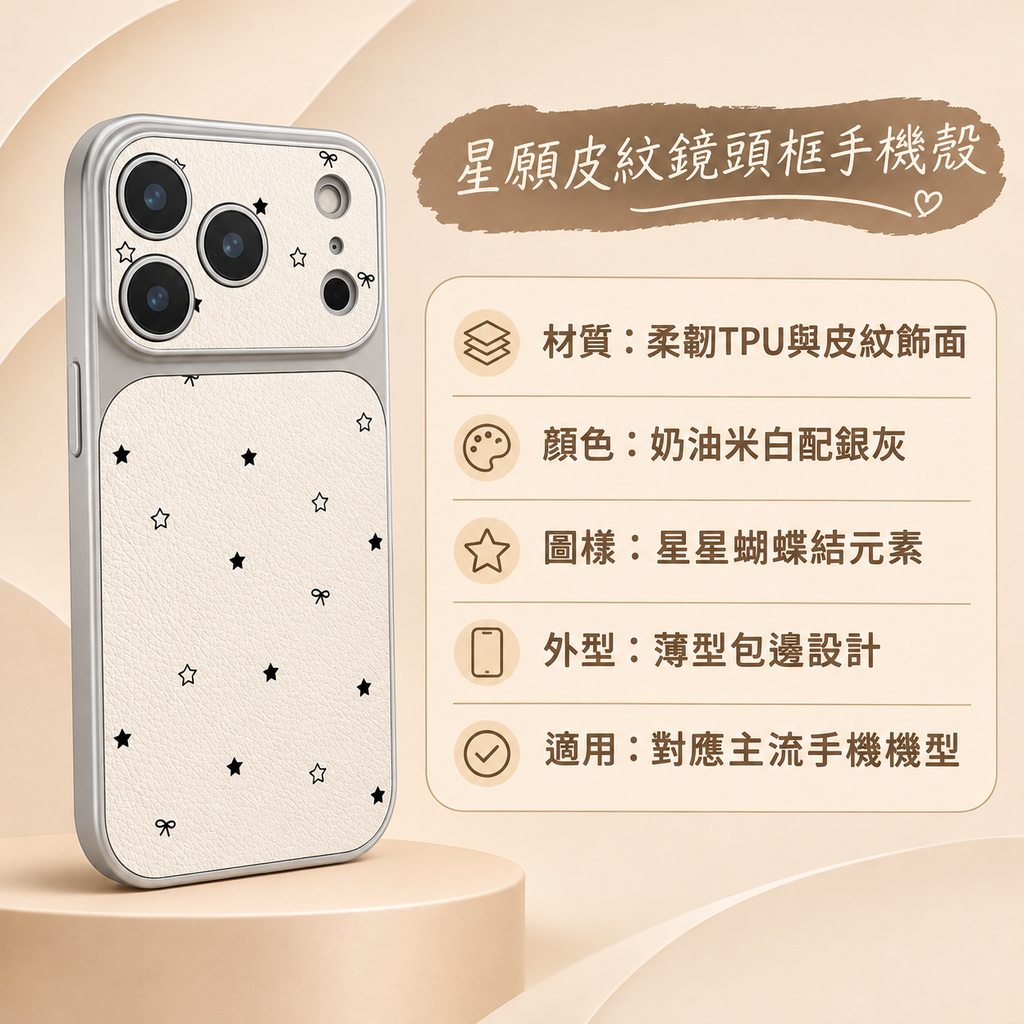 星願皮紋鏡頭框手機殼
材質：柔韌TPU與皮紋飾面
顏色：奶油米白配銀灰
圖樣：星星蝴蝶結元素
外型：薄型包邊設計
適用：對應主流手機機型